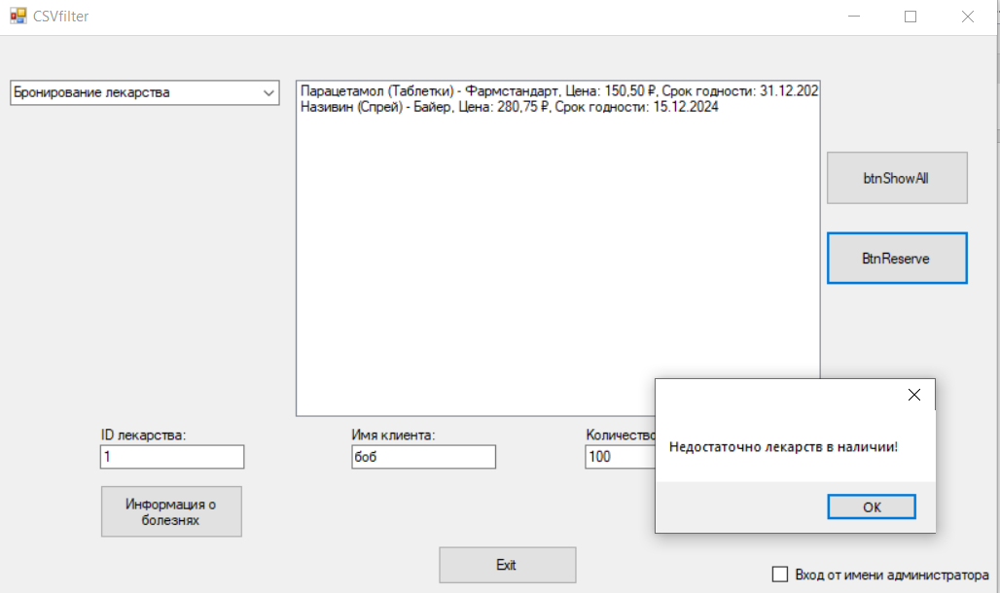 CSVfilter
Бронирование лекарства
Парацетамол (Таблетки) - Фармстандарт, Цена: 150,50 ₽, Срок годности: 31.12.202
Називин (Спрей) - Байер, Цена: 280,75 ₽, Срок годности: 15.12.2024
btnShowAll
BtnReserve
ID лекарства:
Имя клиента:
Количество
1
боб
100
Недостаточно лекарств в наличии!
OK
Информация о
болезнях
Exit
Вход от имени администратора